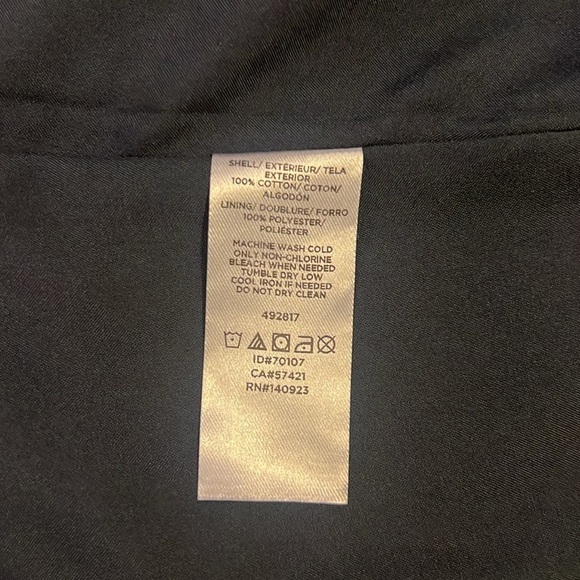 SHELL/ EXTÉRIEUR/ TELA
EXTERIOR
100% COTTON/ COTON/
ALGODÓN
LINING/ DOUBLURE/ FORRO
100% POLYESTER/
POLIÉSTER
MACHINE WASH COLD
ONLY NON-CHLORINE
BLEACH WHEN NEEDED
TUMBLE DRY LOW
COOL IRON IF NEEDED
DO NOT DRY CLEAN
492817
ID#70107
CA#57421
RN#140923